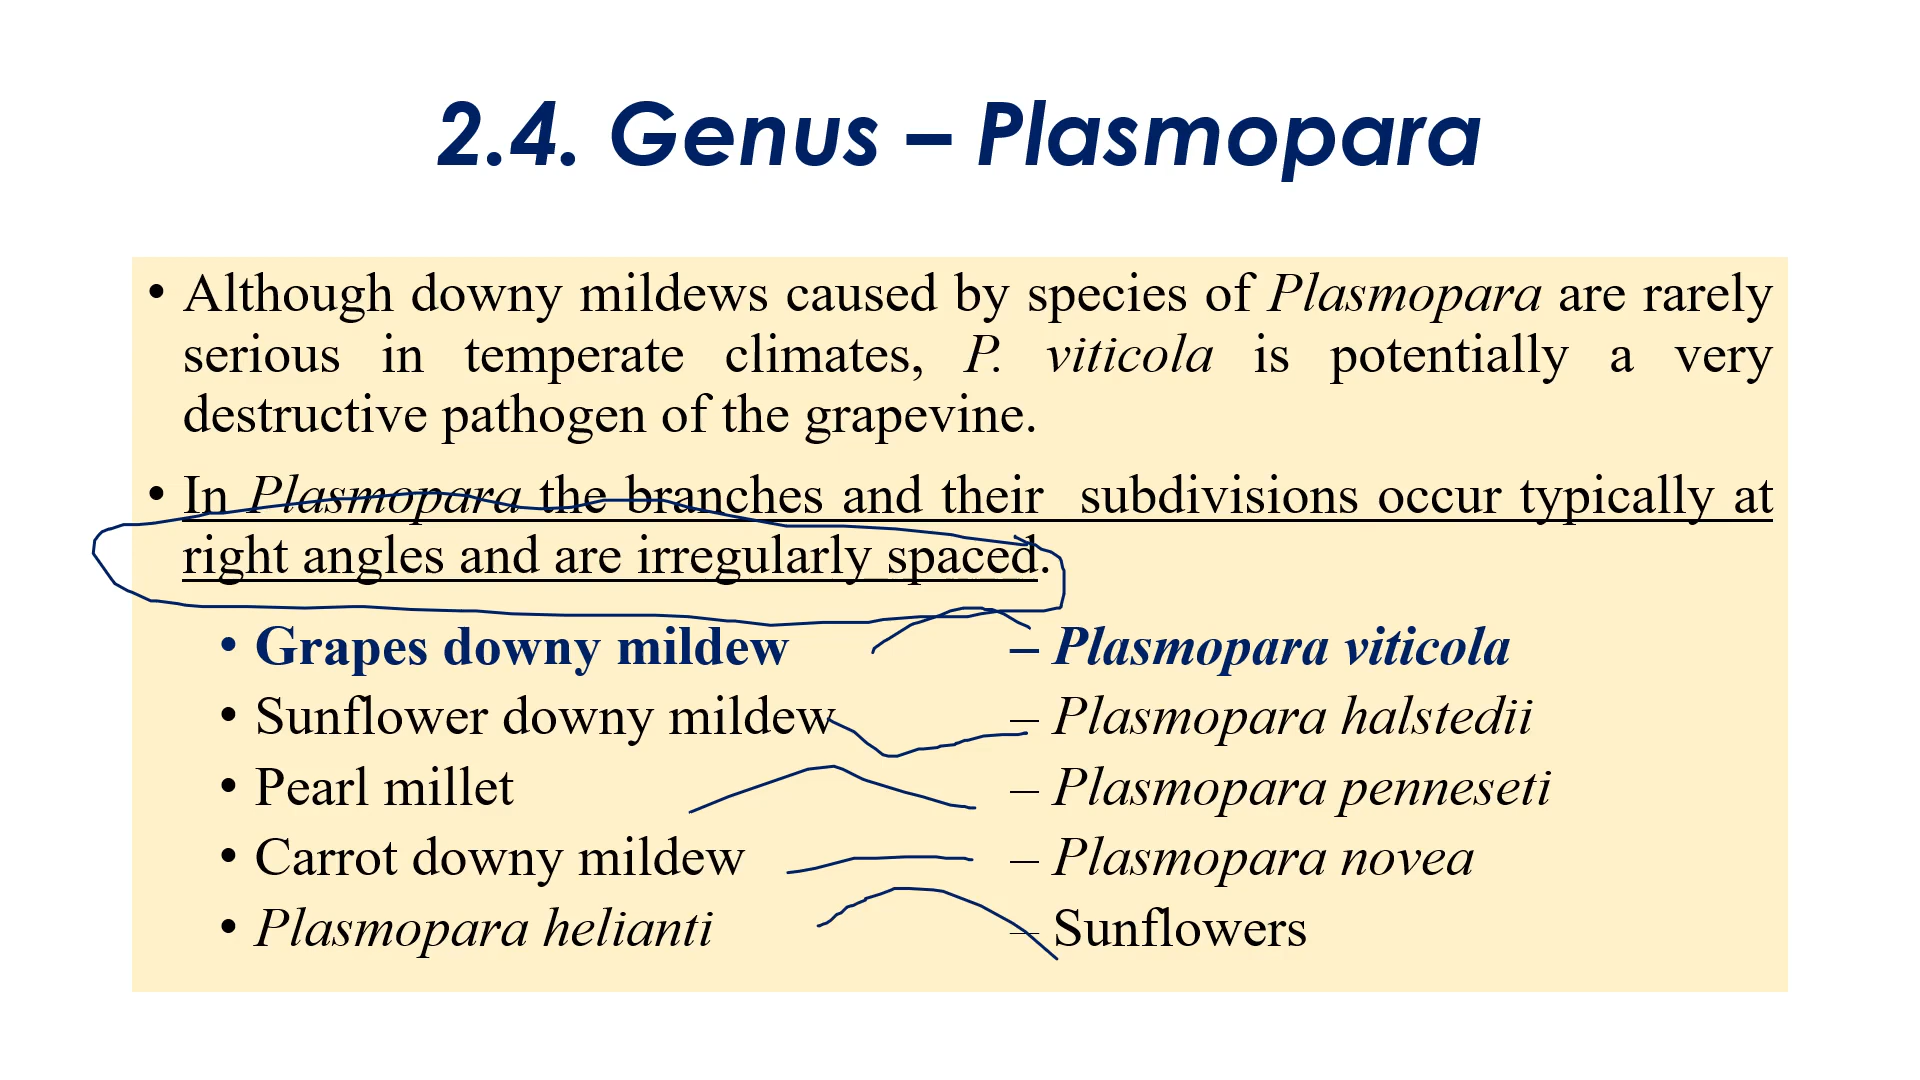 2.4. Genus – Plasmopara
• Although downy mildews caused by species of Plasmopara are rarely
serious in temperate climates, P. viticola is potentially a very
destructive pathogen of the grapevine.
• In Plasmopara the branches and their subdivisions occur typically at
right angles and are irregularly spaced.
• Grapes downy mildew – Plasmopara viticola
• Sunflower downy mildew – Plasmopara halstedii
• Pearl millet – Plasmopara penneseti
• Carrot downy mildew – Plasmopara novea
• Plasmopara helianti – Sunflowers